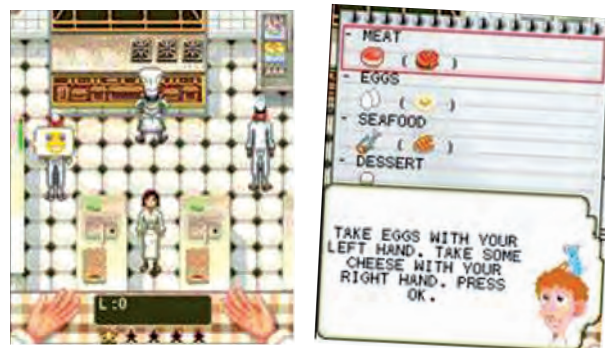 L:0
- MEAT
( )
- EGGS
( )
- SEAFOOD
( )
- DESSERT
TAKE EGGS WITH YOUR
LEFT HAND. TAKE SOME
CHEESE WITH YOUR
RIGHT HAND. PRESS
OK.